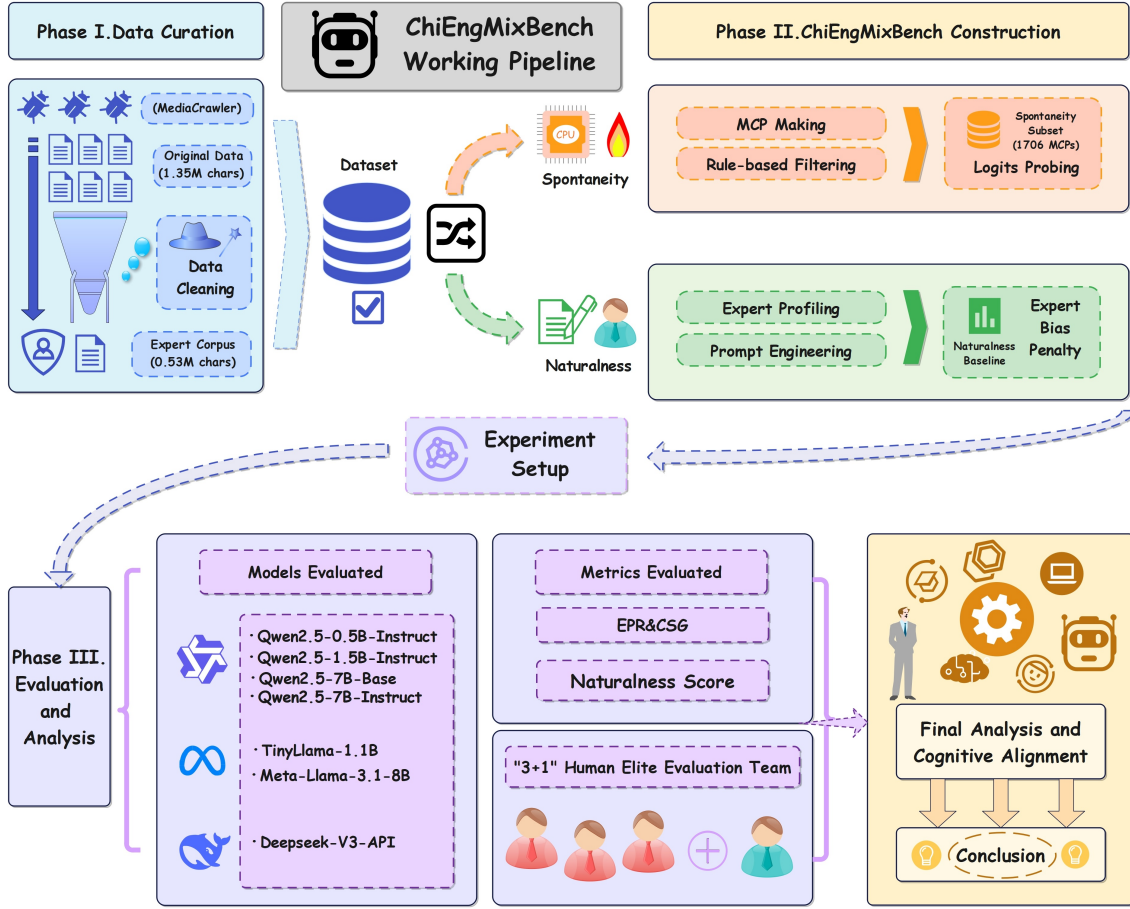 Phase I.Data Curation
ChiEngMixBench
Working Pipeline
Phase II.ChiEngMixBench Construction
(MediaCrawler)
Original Data
(1.35M chars)
Data
Cleaning
Expert Corpus
(0.53M chars)
Dataset
CPU
Spontaneity
Naturalness
MCP Making
Rule-based Filtering
Spontaneity
Subset
(1706 MCPs)
Logits Probing
Expert Profiling
Prompt Engineering
Naturalness
Baseline
Expert
Bias
Penalty
Experiment
Setup
Phase III.
Evaluation
and
Analysis
Models Evaluated
· Qwen2.5-0.5B-Instruct
· Qwen2.5-1.5B-Instruct
· Qwen2.5-7B-Base
· Qwen2.5-7B-Instruct
· TinyLlama-1.1B
· Meta-Llama-3.1-8B
· Deepseek-V3-API
Metrics Evaluated
EPR&CSG
Naturalness Score
"3+1" Human Elite Evaluation Team
Final Analysis and
Cognitive Alignment
Conclusion